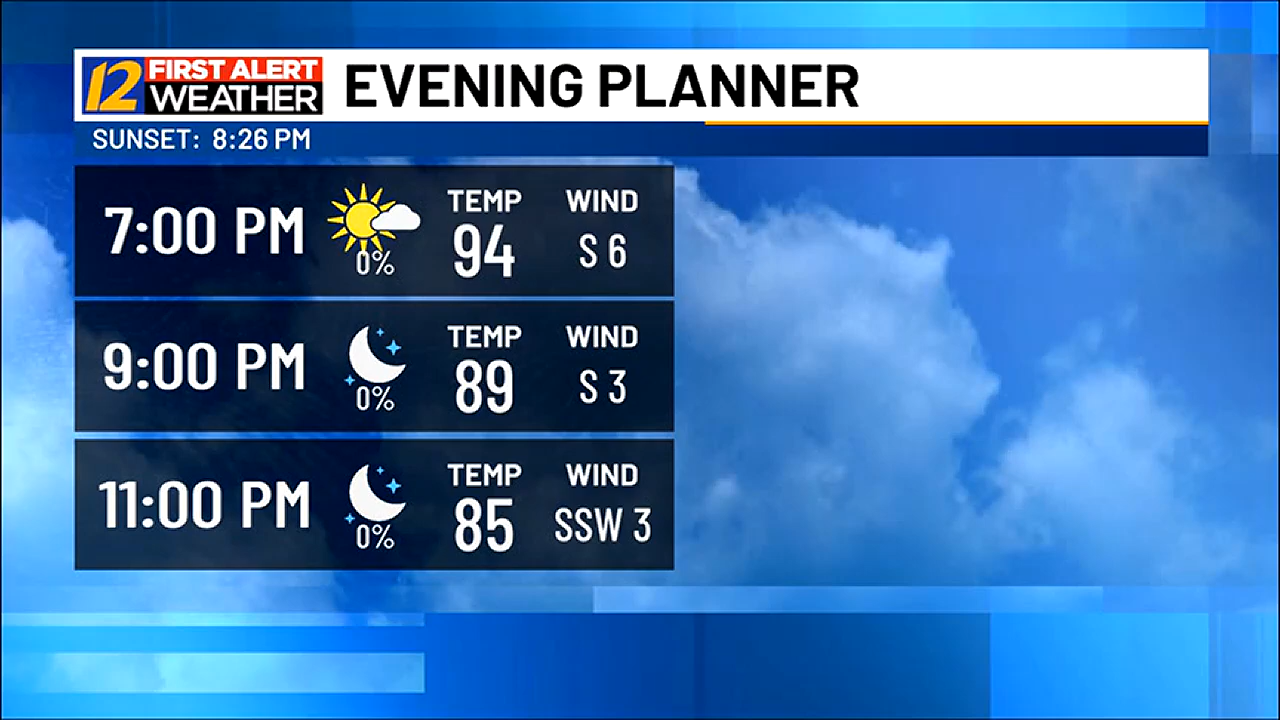 12 FIRST ALERT WEATHER
EVENING PLANNER
SUNSET: 8:26 PM
7:00 PM 0% TEMP 94 WIND S 6
9:00 PM 0% TEMP 89 WIND S 3
11:00 PM 0% TEMP 85 WIND SSW 3